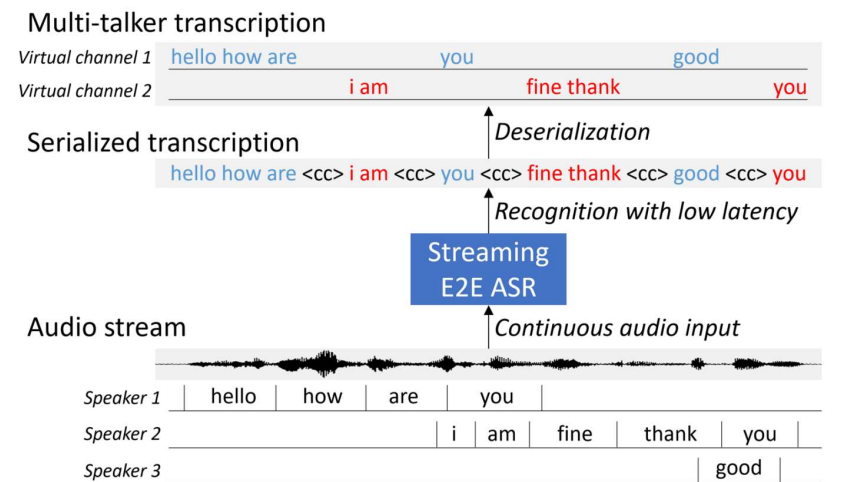 Multi-talker transcription
Virtual channel 1 hello how are you good
Virtual channel 2 i am fine thank you
Deserialization
Serialized transcription
hello how are <cc> i am <cc> you <cc> fine thank <cc> good <cc> you
Recognition with low latency
Streaming
E2E ASR
Audio stream
Continuous audio input
Speaker 1 hello how are you
Speaker 2 i am fine thank you
Speaker 3 good